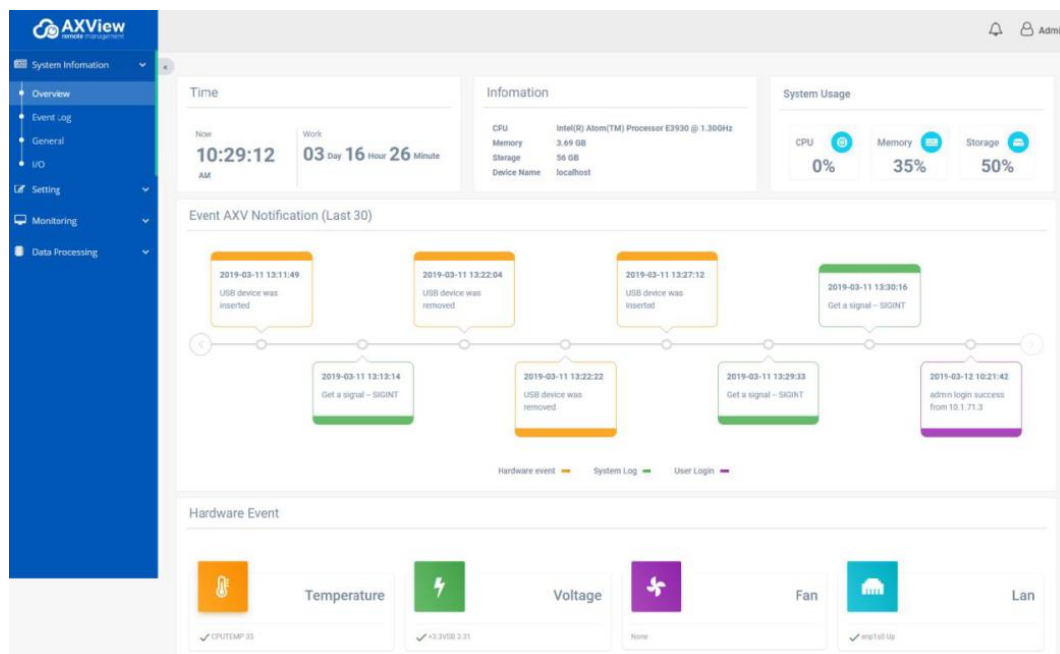 AXView
remote management
Admi
System Infomation
Overview
Event Log
General
I/O
Setting
Monitoring
Data Processing
Time
Now
10:29:12
AM
Work
03 Day 16 Hour 26 Minute
Infomation
CPU Intel(R) Atom(TM) Processor E3930 @ 1.30GHz
Memory 3.69 GB
Storage 56 GB
Device Name localhost
System Usage
CPU
0%
Memory
35%
Storage
50%
Event AXV Notification (Last 30)
2019-03-11 13:11:49
USB device was
inserted
2019-03-11 13:13:14
Get a signal – SIGINT
2019-03-11 13:22:04
USB device was
removed
2019-03-11 13:22:22
USB device was
removed
2019-03-11 13:27:12
USB device was
inserted
2019-03-11 13:29:33
Get a signal – SIGINT
2019-03-11 13:30:16
Get a signal – SIGINT
2019-03-12 10:21:42
admin login success
from 10.1.71.3
Hardware event
System Log
User Login
Hardware Event
Temperature
CPUTEMP 35
Voltage
+3.3VSB 3.31
Fan
None
Lan
enp1s0 Up